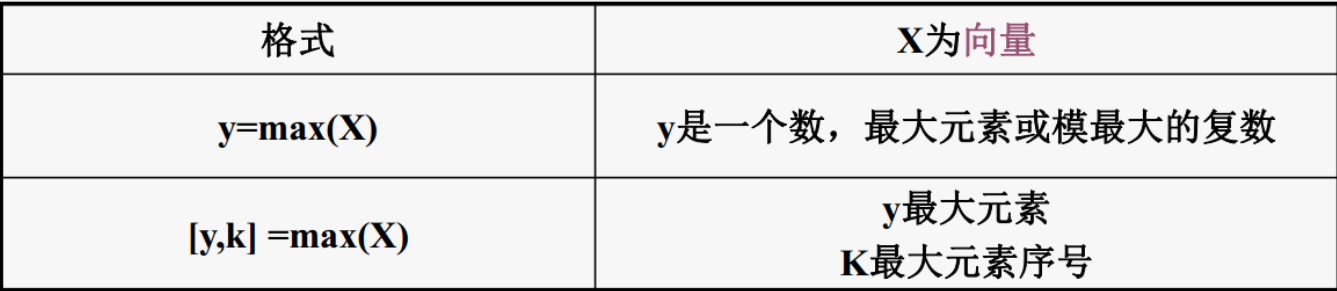 格式
X为向量
y=max(X)
y是一个数，最大元素或模最大的复数
[y,k] =max(X)
y最大元素
K最大元素序号